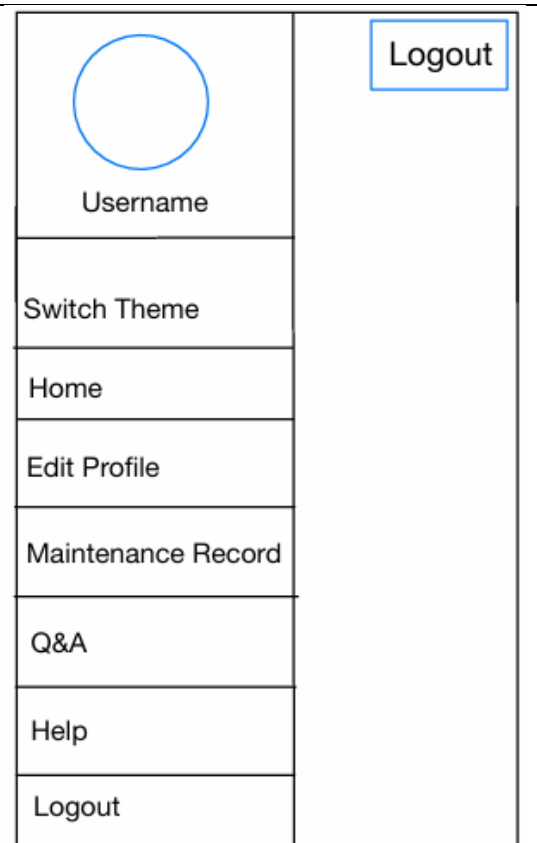 Logout
Username
Switch Theme
Home
Edit Profile
Maintenance Record
Q&A
Help
Logout